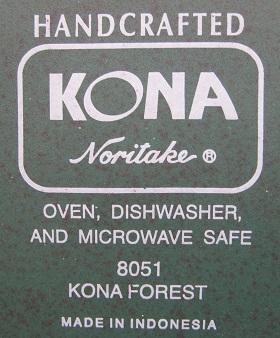 HANDCRAFTED
KONA
Noritake ®
OVEN, DISHWASHER,
AND MICROWAVE SAFE
8051
KONA FOREST
MADE IN INDONESIA